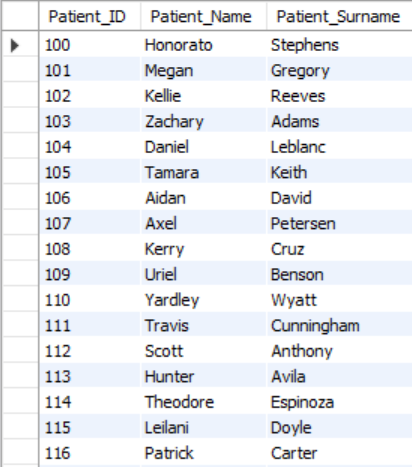 Patient_ID Patient_Name Patient_Surname
100 Honorato Stephens
101 Megan Gregory
102 Kellie Reeves
103 Zachary Adams
104 Daniel Leblanc
105 Tamara Keith
106 Aidan David
107 Axel Petersen
108 Kerry Cruz
109 Uriel Benson
110 Yardley Wyatt
111 Travis Cunningham
112 Scott Anthony
113 Hunter Avila
114 Theodore Espinoza
115 Leilani Doyle
116 Patrick Carter